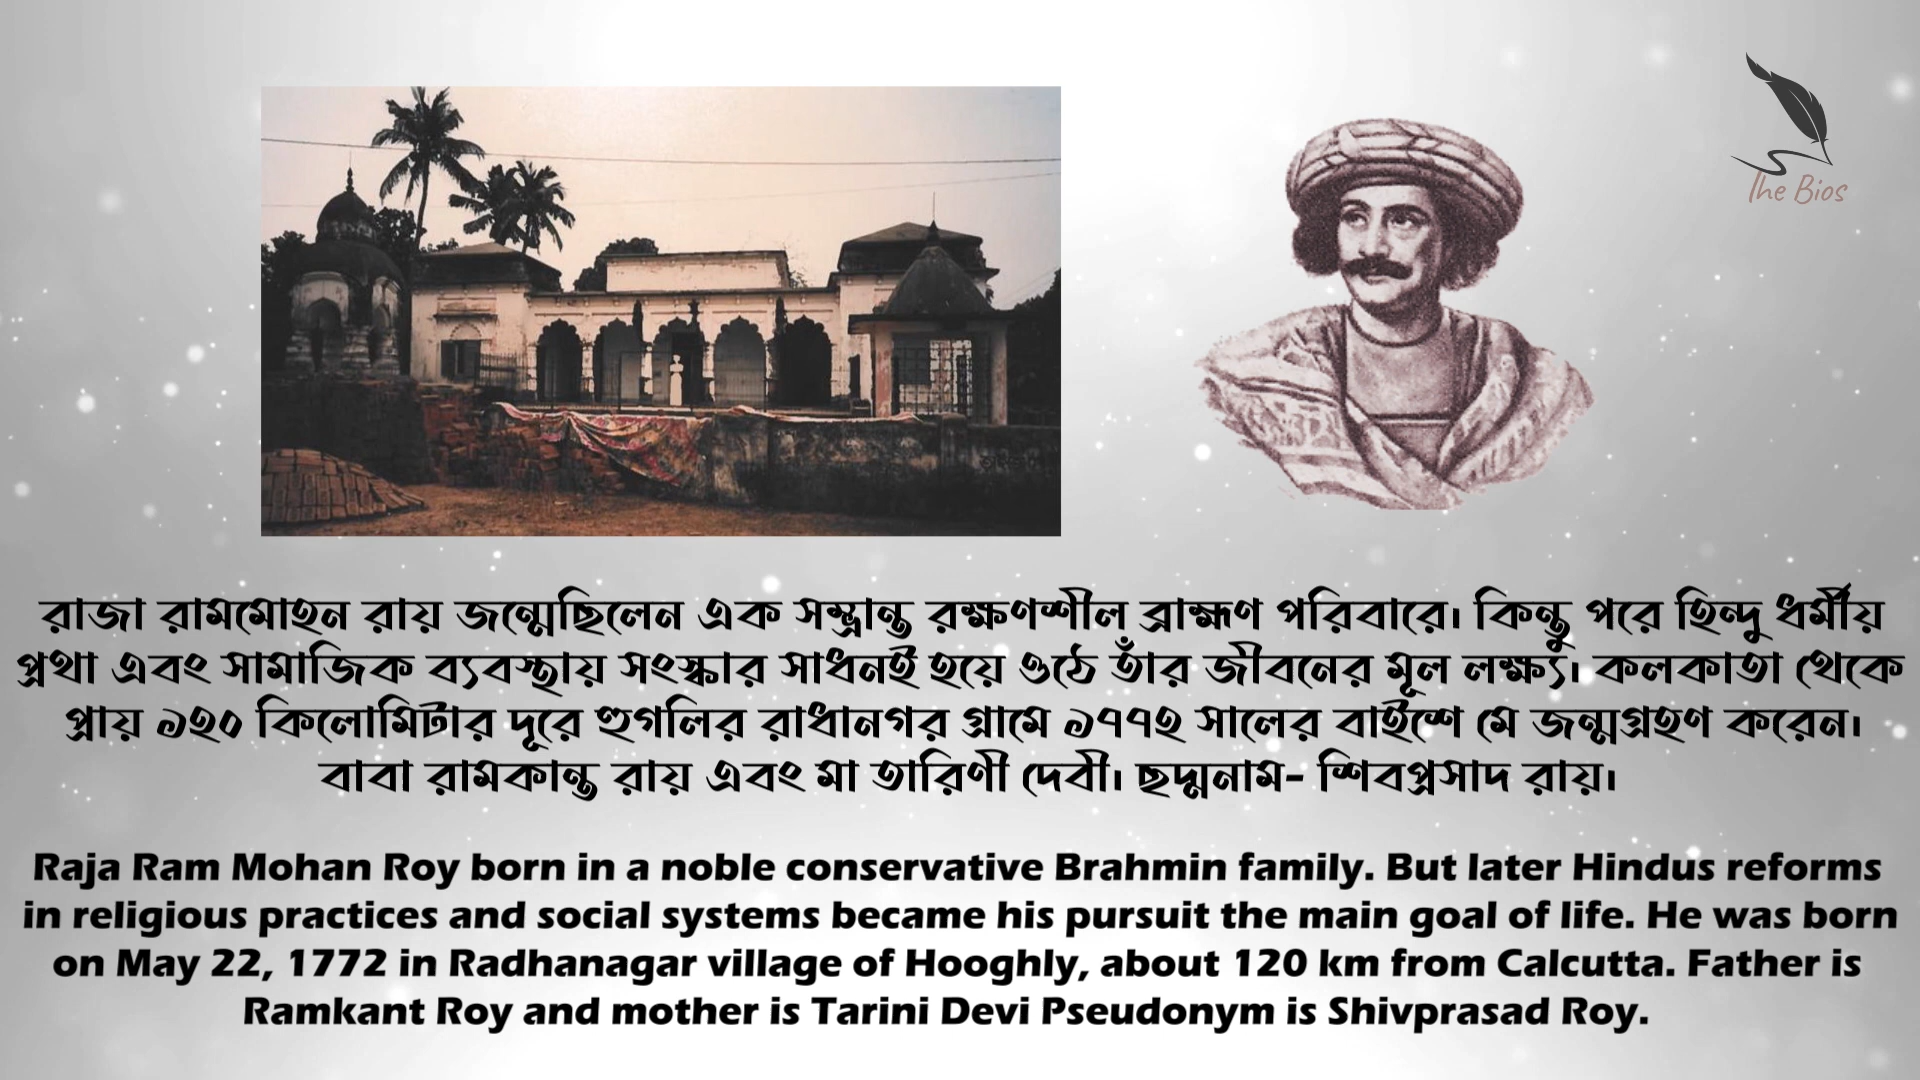 The Bios
রাজা রামমোহন রায় জন্মেছিলেন এক সম্ভ্রান্ত রক্ষণশীল ব্রাহ্মণ পরিবারে। কিন্তু পরে হিন্দু ধর্মীয়
প্রথা এবং সামাজিক ব্যবস্থায় সংস্কার সাধনই হয়ে ওঠে তাঁর জীবনের মূল লক্ষ্য। কলকাতা থেকে
প্রায় ১২০ কিলোমিটার দূরে হুগলির রাধানগর গ্রামে ১৭৭২ সালের বাইশে মে জন্মগ্রহণ করেন।
বাবা রামকান্ত রায় এবং মা তারিণী দেবী। ছদ্মনাম- শিবপ্রসাদ রায়।
Raja Ram Mohan Roy born in a noble conservative Brahmin family. But later Hindus reforms
in religious practices and social systems became his pursuit the main goal of life. He was born
on May 22, 1772 in Radhanagar village of Hooghly, about 120 km from Calcutta. Father is
Ramkant Roy and mother is Tarini Devi Pseudonym is Shivprasad Roy.